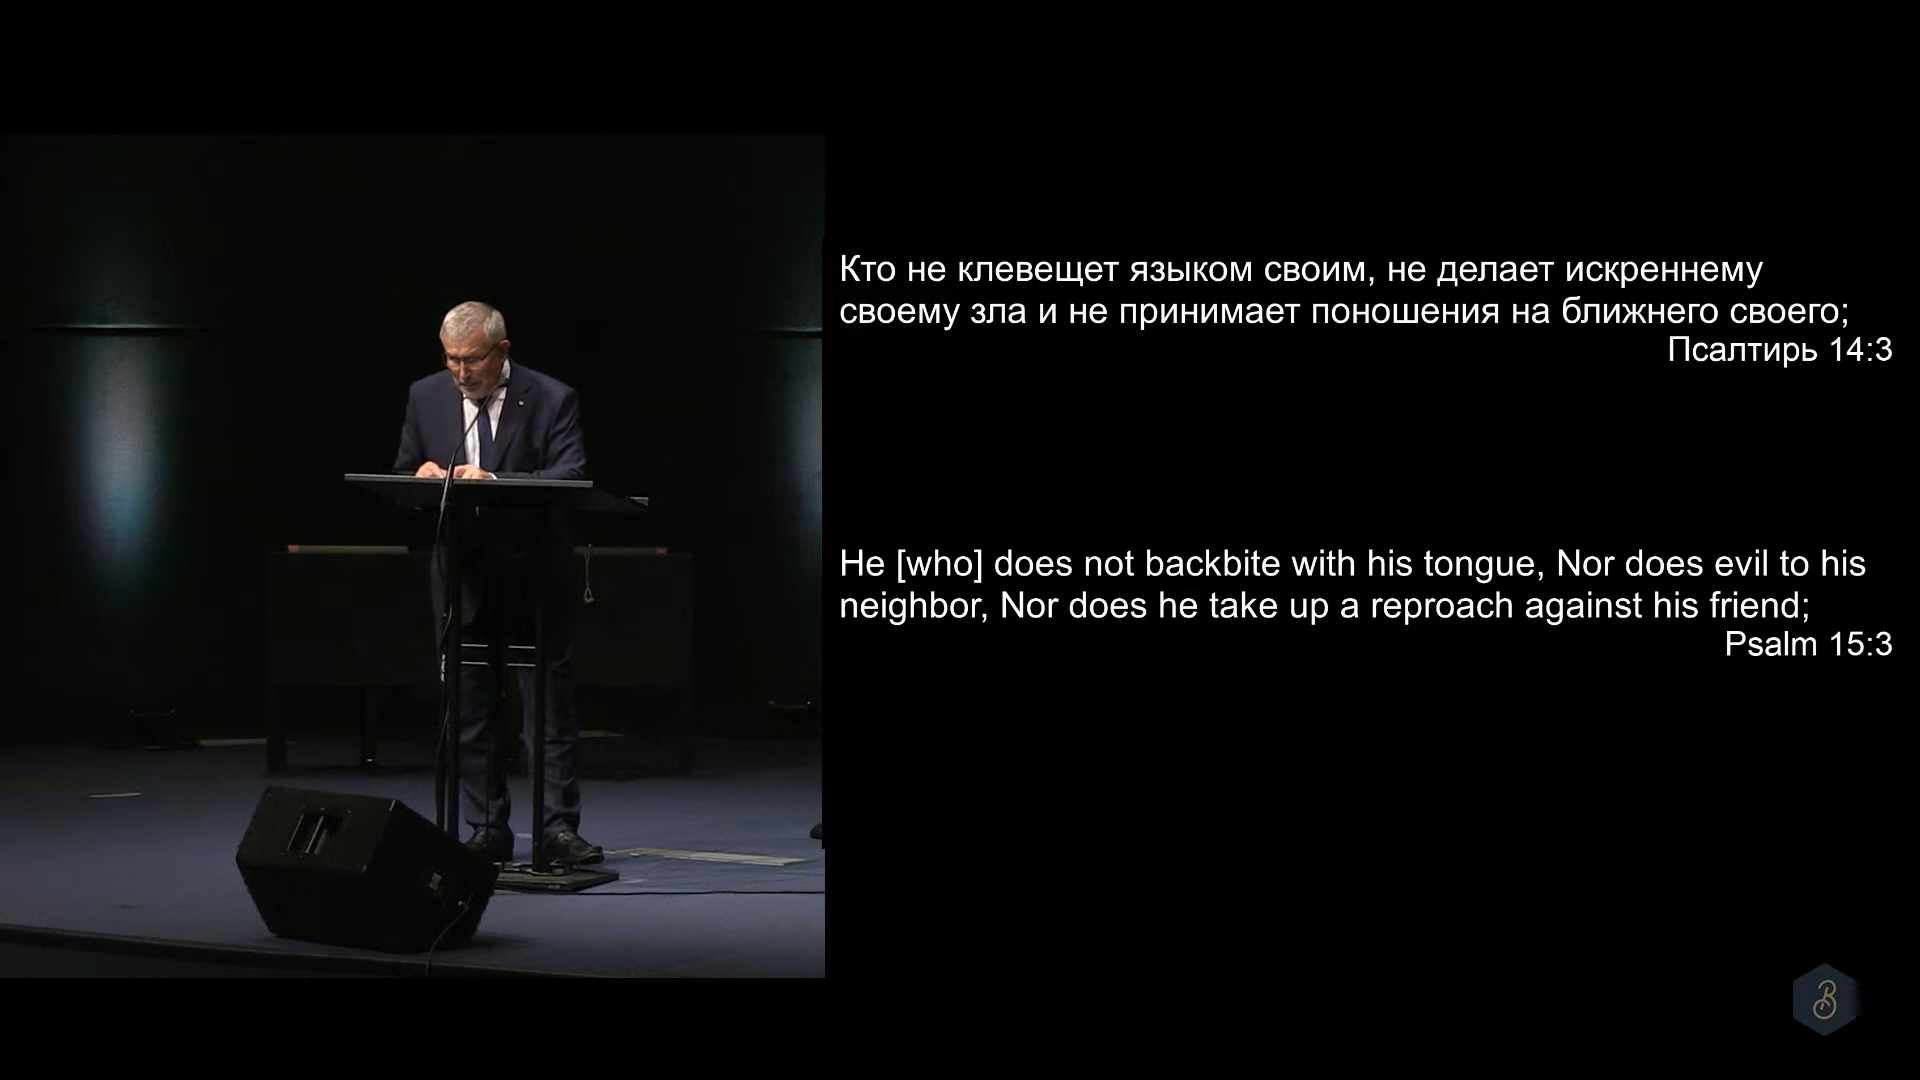 Кто не клевещет языком своим, не делает искреннему
своему зла и не принимает поношения на ближнего своего;
Псалтирь 14:3
He [who] does not backbite with his tongue, Nor does evil to his
neighbor, Nor does he take up a reproach against his friend;
Psalm 15:3